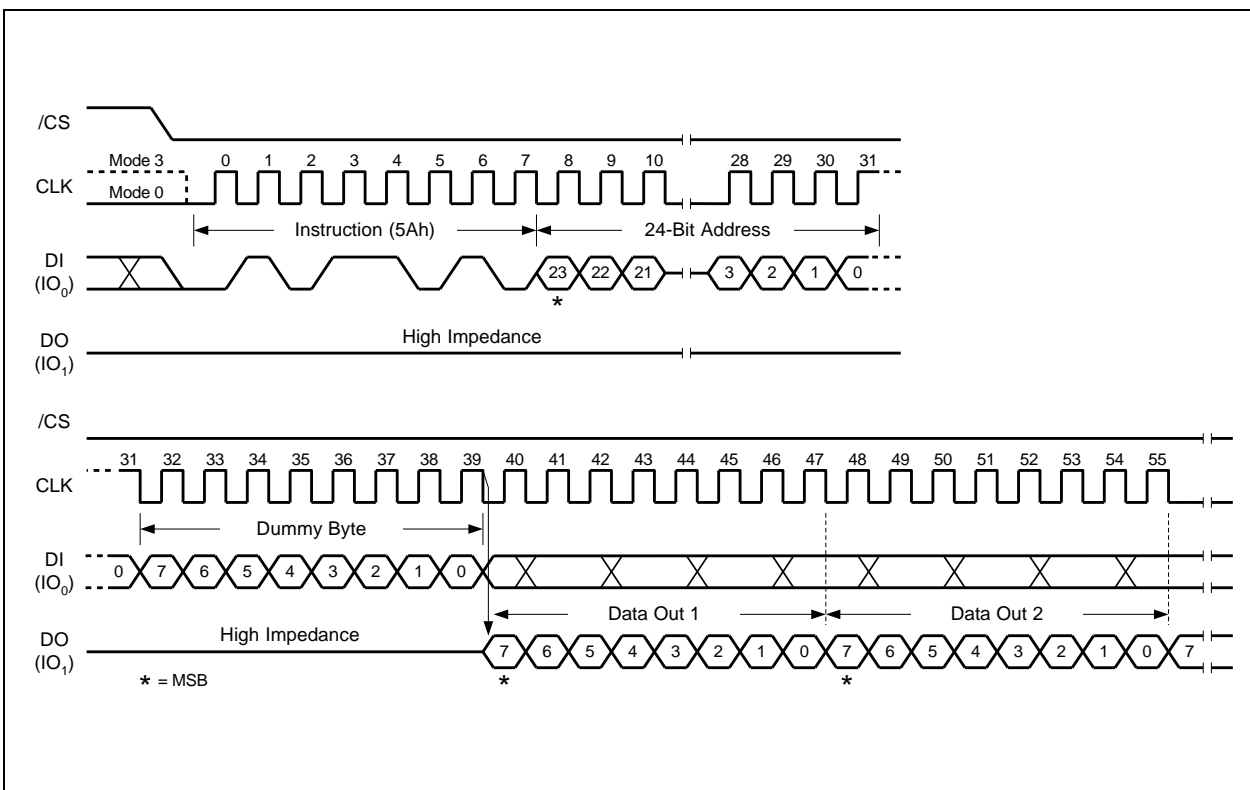 /CS
Mode 3 0 1 2 3 4 5 6 7 8 9 10 28 29 30 31
CLK Mode 0
Instruction (5Ah) 24-Bit Address
DI
(IO0) 23 22 21 3 2 1 0
*
DO High Impedance
(IO1)
/CS
31 32 33 34 35 36 37 38 39 40 41 42 43 44 45 46 47 48 49 50 51 52 53 54 55
CLK
Dummy Byte
DI
(IO0) 0 7 6 5 4 3 2 1 0
Data Out 1 Data Out 2
DO High Impedance
(IO1) 7 6 5 4 3 2 1 0 7 6 5 4 3 2 1 0 7
* = MSB * *